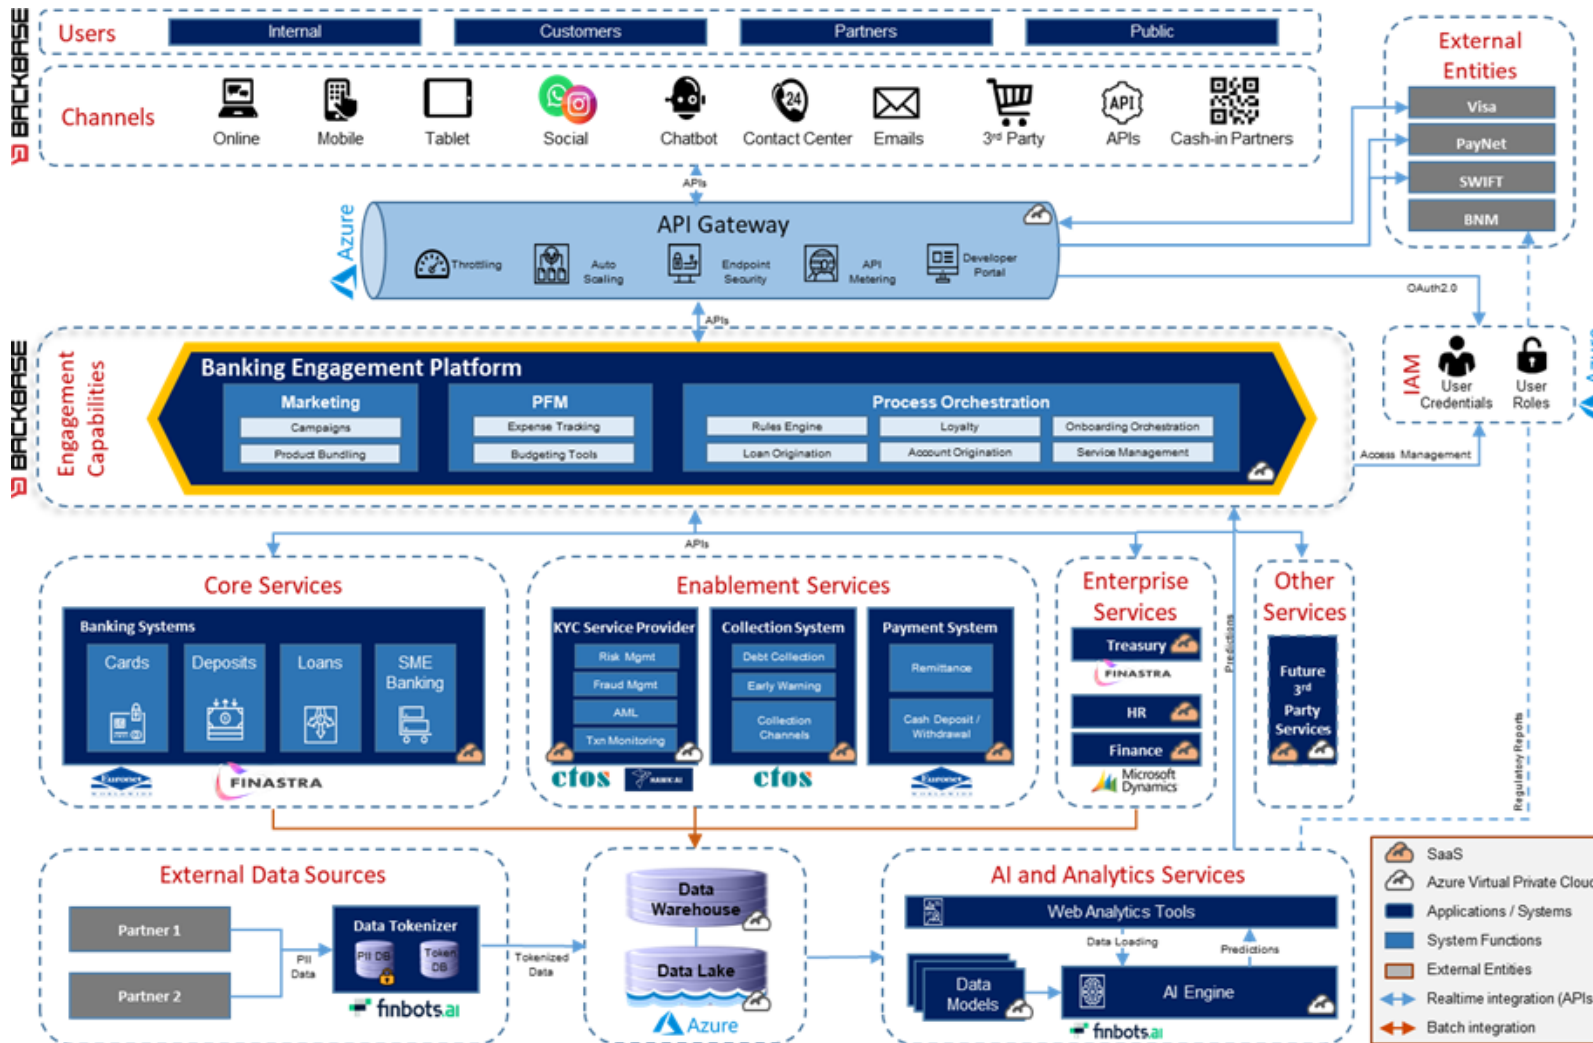 BACKBASE
Users
Internal
Customers
Partners
Public
Channels
Online
Mobile
Tablet
Social
Chatbot
24
Contact Center
Emails
3rd Party
API
APIs
Cash-in Partners
External
Entities
Visa
PayNet
SWIFT
BNM
APIs
Azure
API Gateway
Throttling
Auto
Scaling
Endpoint
Security
API
Metering
Developer
Portal
OAuth2.0
APIs
BACKBASE
Engagement
Capabilities
Banking Engagement Platform
Marketing
Campaigns
Product Bundling
PFM
Expense Tracking
Budgeting Tools
Process Orchestration
Rules Engine
Loyalty
Onboarding Orchestration
Loan Origination
Account Origination
Service Management
IAM
User
Credentials
User
Roles
Azure
Access Management
APIs
Core Services
Banking Systems
Cards
Deposits
Loans
SME
Banking
Euronet
WORLDWIDE
FINASTRA
Enablement Services
KYC Service Provider
Risk Mgmt
Fraud Mgmt
AML
Txn Monitoring
ctos
Collection System
Debt Collection
Early Warning
Collection
Channels
ctos
Payment System
Remittance
Cash Deposit /
Withdrawal
Euronet
WORLDWIDE
Enterprise
Services
Treasury
FINASTRA
HR
Finance
Microsoft
Dynamics
Other
Services
Future
3rd
Party
Services
Predictions
Regulatory Reports
External Data Sources
Partner 1
Partner 2
PII
Data
Data Tokenizer
PII DB
Token
DB
finbots.ai
Tokenized
Data
Data
Warehouse
Data Lake
Azure
AI and Analytics Services
Web Analytics Tools
Data Loading
Predictions
Data
Models
AI Engine
finbots.ai
SaaS
Azure Virtual Private Cloud
Applications / Systems
System Functions
External Entities
Realtime integration (APIs
Batch integration